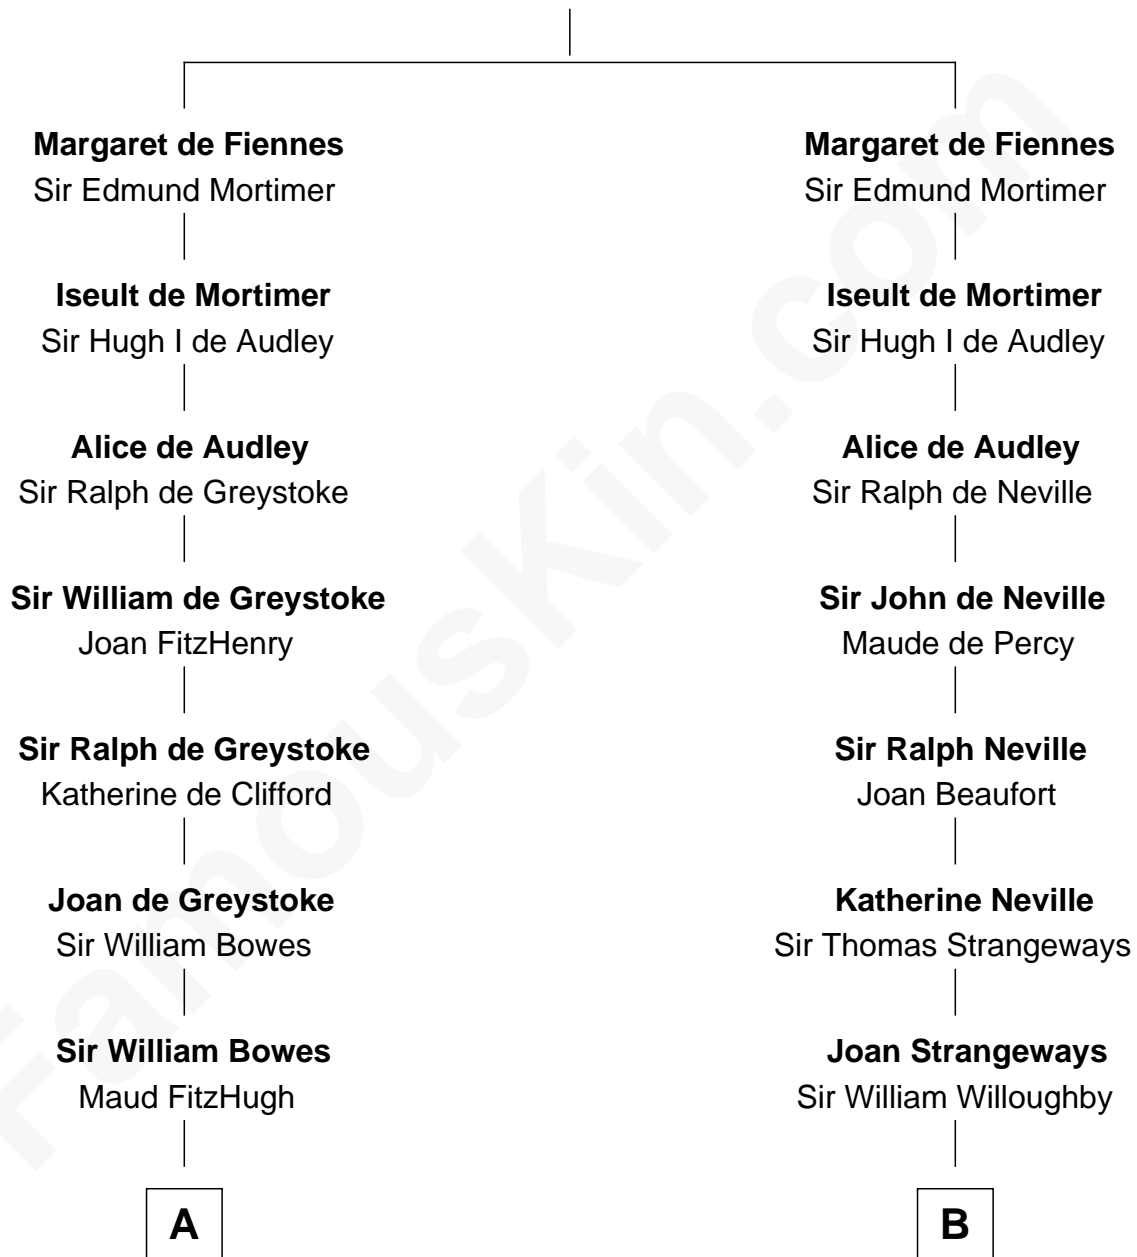 Margaret de Fiennes
Sir Edmund Mortimer
Iseult de Mortimer
Sir Hugh I de Audley
Alice de Audley
Sir Ralph de Greystoke
Sir William de Greystoke
Joan FitzHenry
Sir Ralph de Greystoke
Katherine de Clifford
Joan de Greystoke
Sir William Bowes
Sir William Bowes
Maud FitzHugh
A
Margaret de Fiennes
Sir Edmund Mortimer
Iseult de Mortimer
Sir Hugh I de Audley
Alice de Audley
Sir Ralph de Neville
Sir John de Neville
Maude de Percy
Sir Ralph Neville
Joan Beaufort
Katherine Neville
Sir Thomas Strangeways
Joan Strangeways
Sir William Willoughby
B
FamousKin.com